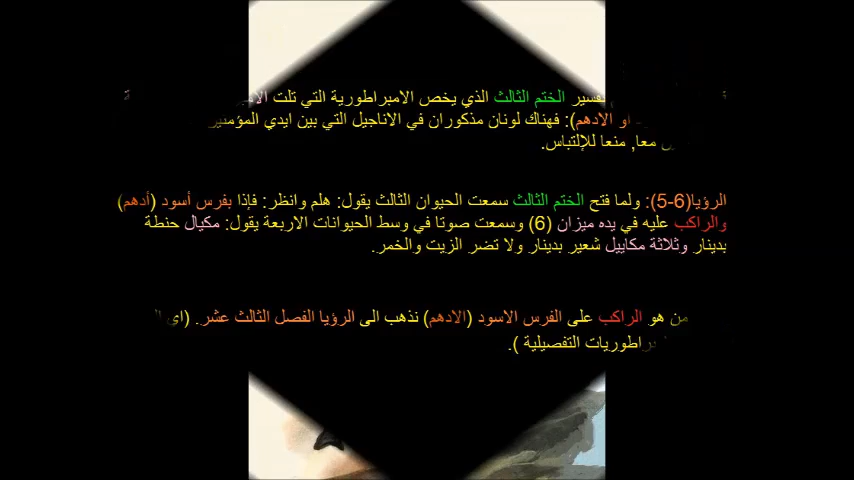 تفسير الختم الثالث الذي يخص الامبراطورية التي تلت
او الادهم): فهناك لونان مذكوران في الاناجيل التي بين ايدي
معا, منعا للإلتباس.
الرؤيا(6-5): ولما فتح الختم الثالث سمعت الحيوان الثالث يقول: هلم وانظر: فإذا بفرس أسود (أدهم)
والراكب عليه في يده ميزان (6) وسمعت صوتا في وسط الحيوانات الاربعة يقول: مكيال حنطة
بدينار وثلاثة مكاييل شعير بدينار ولا تضر الزيت والخمر.
من هو الراكب على الفرس الاسود (الادهم) نذهب الى الرؤيا الفصل الثالث عشر. (اي
التفصيلية ).